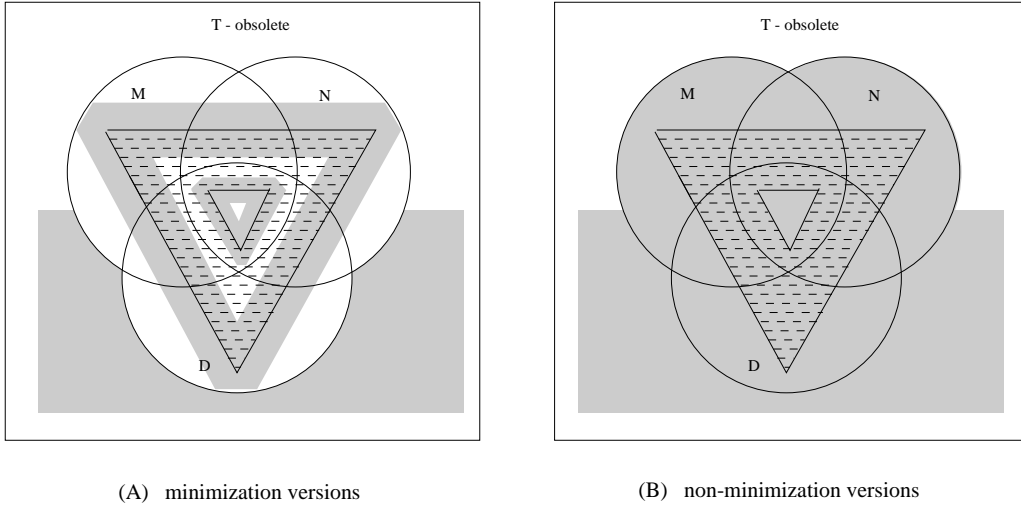 T - obsolete
M
N
D
(A) minimization versions
T - obsolete
M
N
D
(B) non-minimization versions